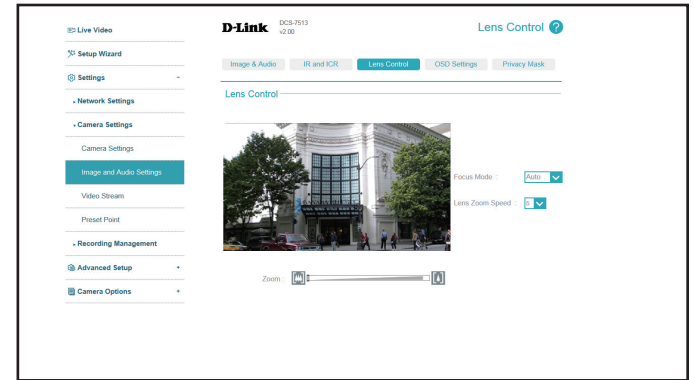 Live Video
Setup Wizard
Settings -
Network Settings
Camera Settings
Camera Settings
Image and Audio Settings
Video Stream
Preset Point
Recording Management
Advanced Setup +
Camera Options +
D-Link DCS-7513
v2.00
Lens Control ?
Image & Audio IR and ICR Lens Control OSD Settings Privacy Mask
Lens Control
Focus Mode : Auto
Lens Zoom Speed : 5
Zoom :